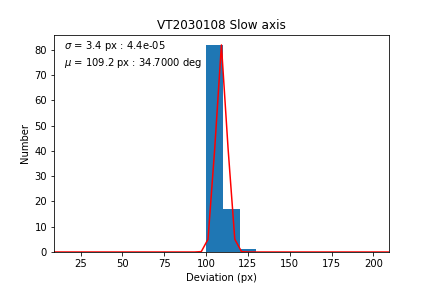 VT2030108 Slow axis
σ = 3.4 px : 4.4e-05
μ = 109.2 px : 34.7000 deg
80
70
60
50
40
30
20
10
0
Number
25 50 75 100 125 150 175 200
Deviation (px)